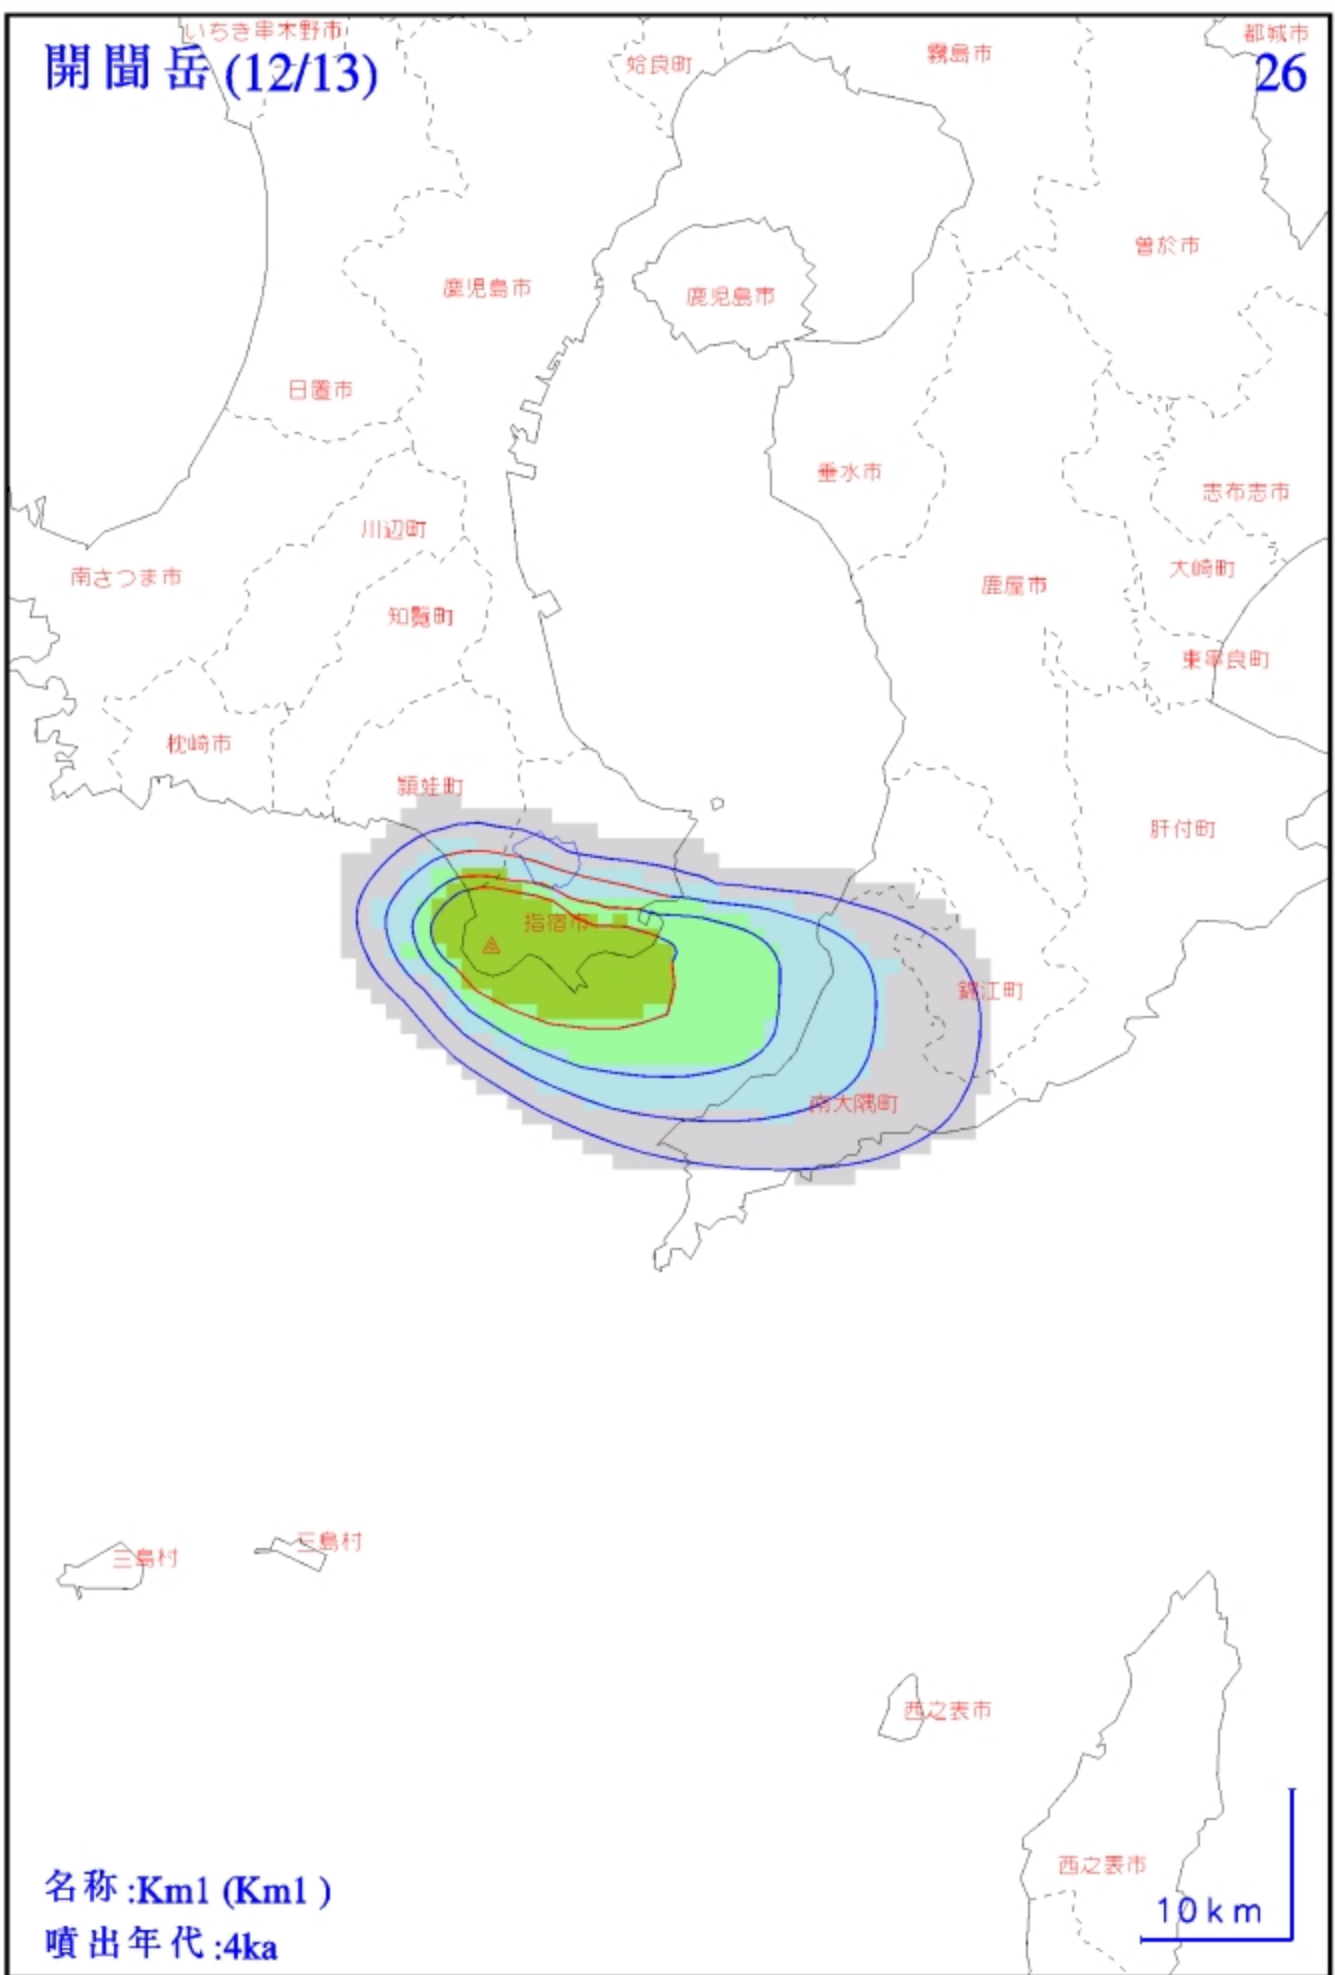 いちき串木野市
都城市
開聞岳(12/13)
26
姶良町
霧島市
曽於市
鹿児島市
鹿児島市
日置市
垂水市
志布志市
川辺町
大崎町
南さつま市
鹿屋市
知覧町
東串良町
枕崎市
頴娃町
肝付町
指宿市
錦江町
南大隅町
三島村
三島村
西之表市
西之表市
名称:Km1 (Km1 )
10km
噴出年代:4ka